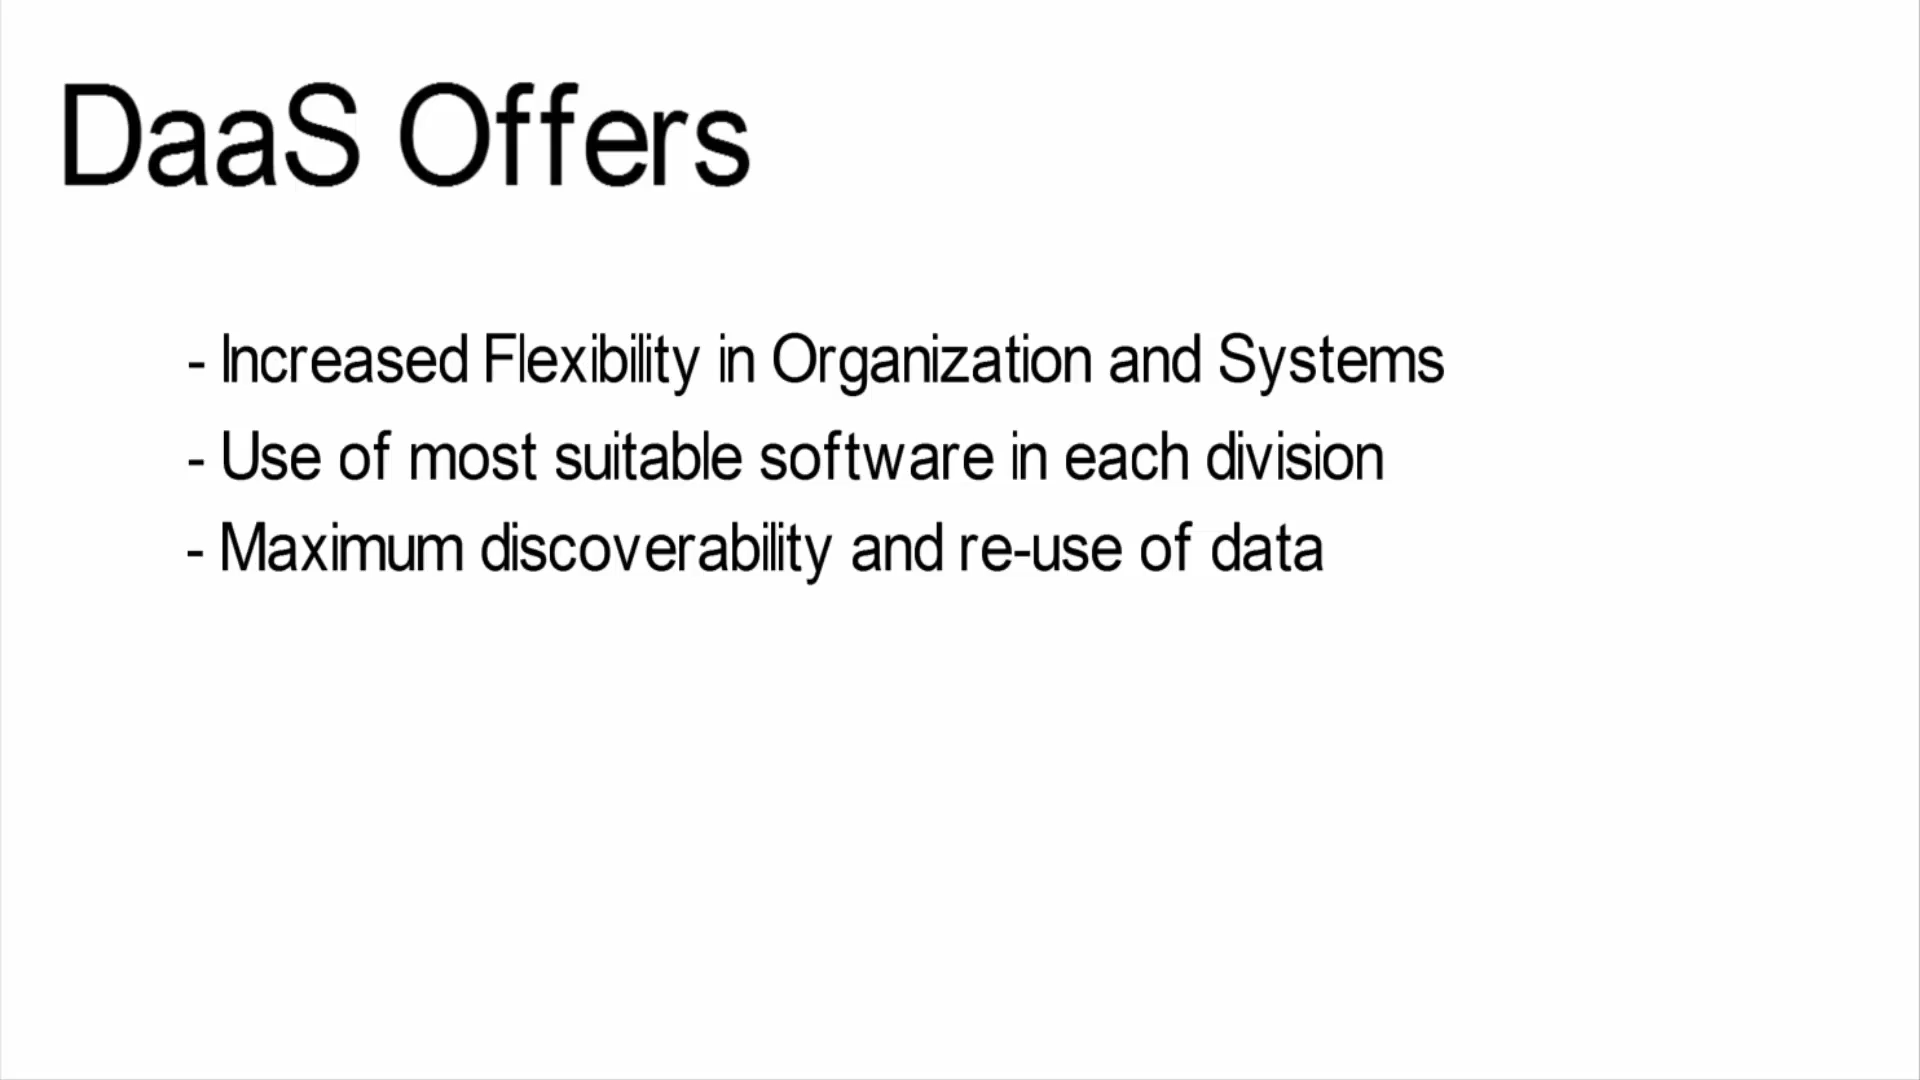 DaaS Offers
- Increased Flexibility in Organization and Systems
- Use of most suitable software in each division
- Maximum discoverability and re-use of data